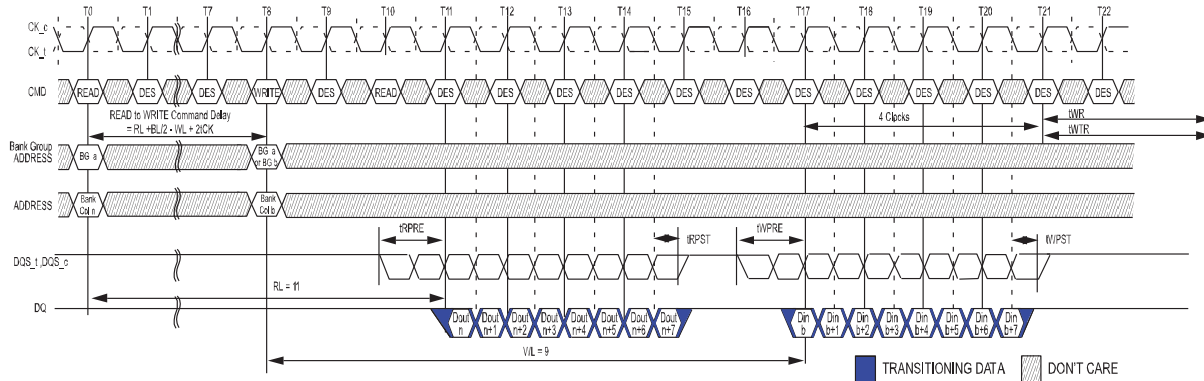 T0 T1 T7 T8 T9 T10 T11 T12 T13 T14 T15 T16 T17 T18 T19 T20 T21 T22
CK_c
CK_t
CMD READ DES DES WRITE DES READ DES DES DES DES DES DES DES DES DES DES DES DES
READ to WRITE Command Delay
= RL +BL/2 - WL + 2tCK
4 Clocks
tWR
tWTR
Bank Group
ADDRESS
BG a
BG a
or BG b
ADDRESS
Bank
Col n
Bank
Col b
tRPRE
tRPST
tWPRE
tWPST
DQS_t ,DQS_c
RL = 11
DQ
Dout Dout Dout Dout Dout Dout Dout Dout
n n+1 n+2 n+3 n+4 n+5 n+6 n+7
Din Din Din Din Din Din Din Din
b b+1 b+2 b+3 b+4 b+5 b+6 b+7
WL = 9
TRANSITIONING DATA
DON'T CARE